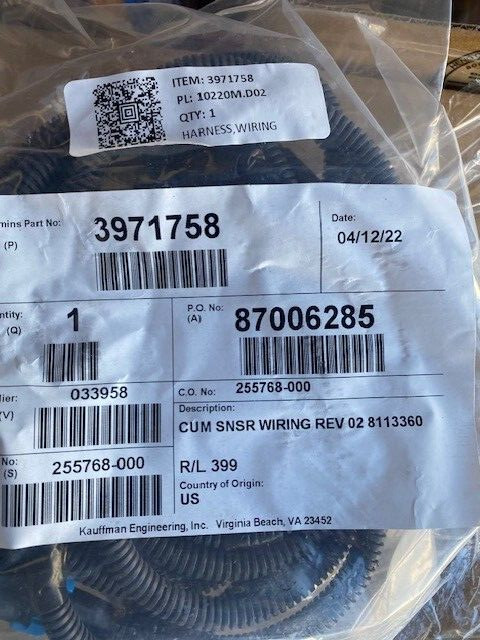 ITEM: 3971758
PL: 10220M.D02
QTY: 1
HARNESS,WIRING
mins Part No:
(P)
3971758
Date:
04/12/22
ntity:
(Q)
1
P.O. No:
(A)
87006285
lier:
(V)
033958
C.O. No: 255768-000
Description:
CUM SNSR WIRING REV 02 8113360
No:
(S)
255768-000
R/L 399
Country of Origin:
US
Kauffman Engineering, Inc. Virginia Beach, VA 23452